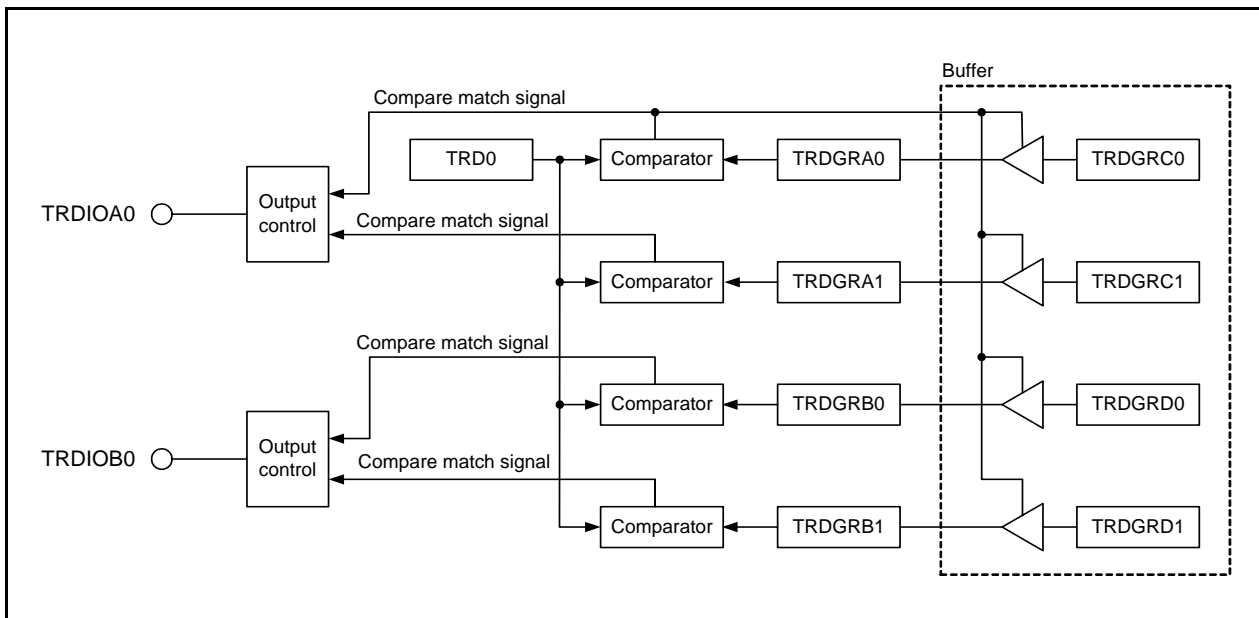 Buffer
Compare match signal
TRD0
Comparator
TRDGRA0
TRDGRC0
TRDIOA0
Output
control
Compare match signal
Comparator
TRDGRA1
TRDGRC1
Compare match signal
Comparator
TRDGRB0
TRDGRD0
TRDIOB0
Output
control
Compare match signal
Comparator
TRDGRB1
TRDGRD1